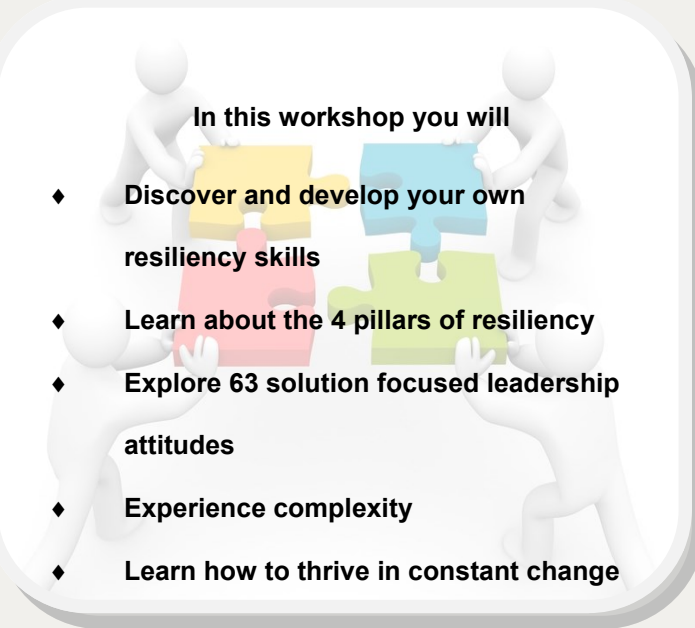 In this workshop you will
♦ Discover and develop your own
resiliency skills
♦ Learn about the 4 pillars of resiliency
♦ Explore 63 solution focused leadership
attitudes
♦ Experience complexity
♦ Learn how to thrive in constant change